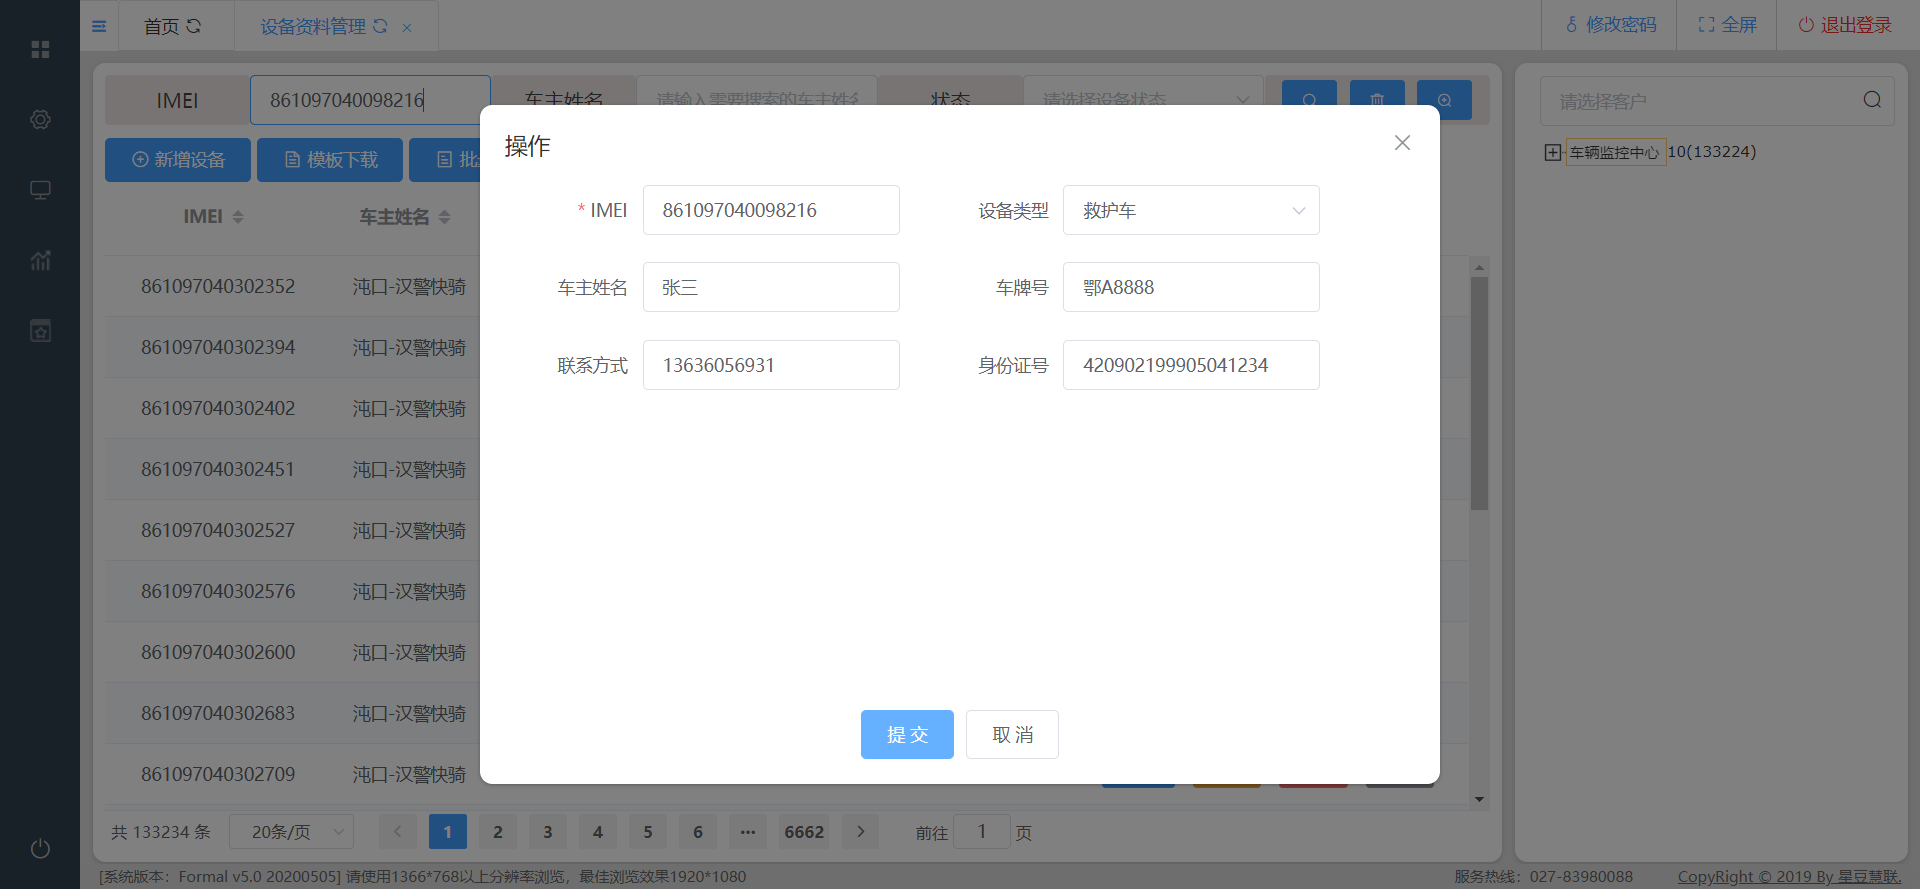 首页
设备资料管理
修改密码
全屏
退出登录
IMEI
861097040098216
车主姓名
请输入需要搜索的车主姓名
状态
请选择设备状态
请选择客户
新增设备
模板下载
车辆监控中心 10(133224)
IMEI
车主姓名
861097040302352 沌口-汉警快骑
861097040302394 沌口-汉警快骑
861097040302402 沌口-汉警快骑
861097040302451 沌口-汉警快骑
861097040302527 沌口-汉警快骑
861097040302576 沌口-汉警快骑
861097040302600 沌口-汉警快骑
861097040302683 沌口-汉警快骑
861097040302709 沌口-汉警快骑
操作
* IMEI 861097040098216
设备类型 救护车
车主姓名 张三
车牌号 鄂A8888
联系方式 13636056931
身份证号 420902199905041234
提交
取消
共 133234 条
20条/页
1 2 3 4 5 6 ••• 6662
前往 1 页
[系统版本：Formal v5.0 20200505] 请使用1366*768以上分辨率浏览，最佳浏览效果1920*1080
服务热线：027-83980088
CopyRight © 2019 By 星豆慧联.